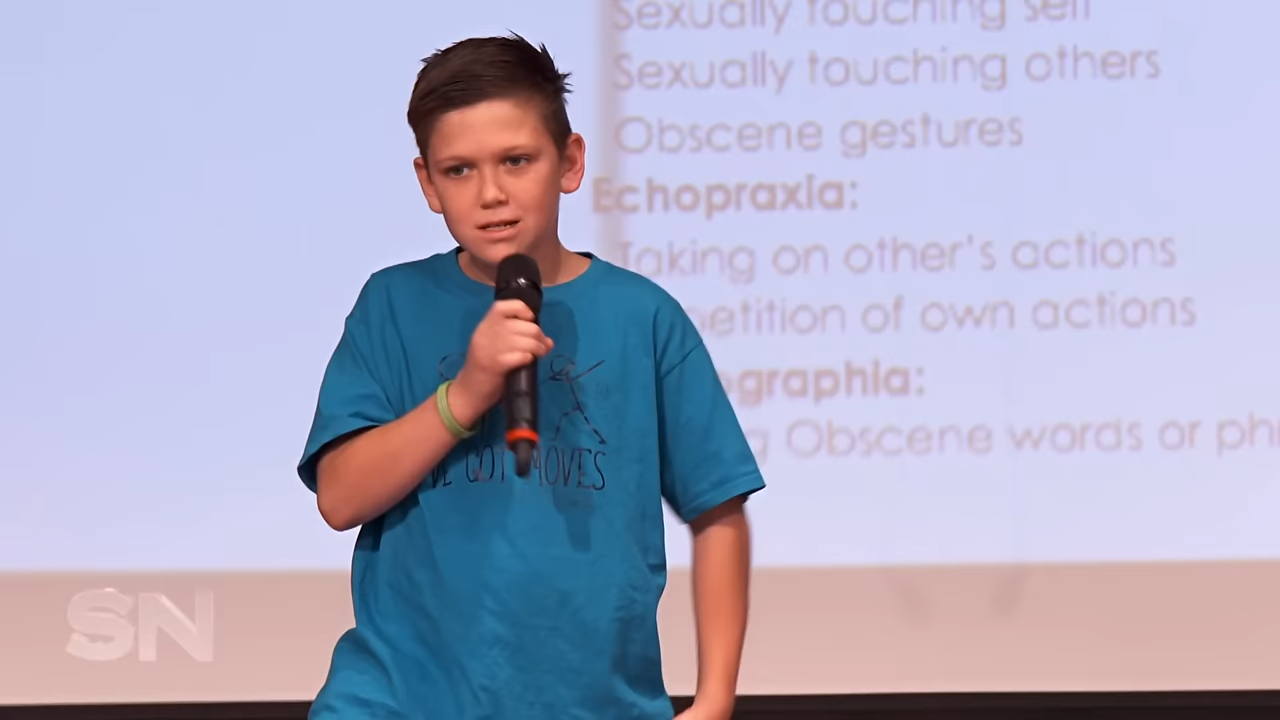 Sexually touching self
Sexually touching others
Obscene gestures
Echopraxia:
Taking on other's actions
petition of own actions
ographia:
g Obscene words or ph
VE GOT MOVES
SN